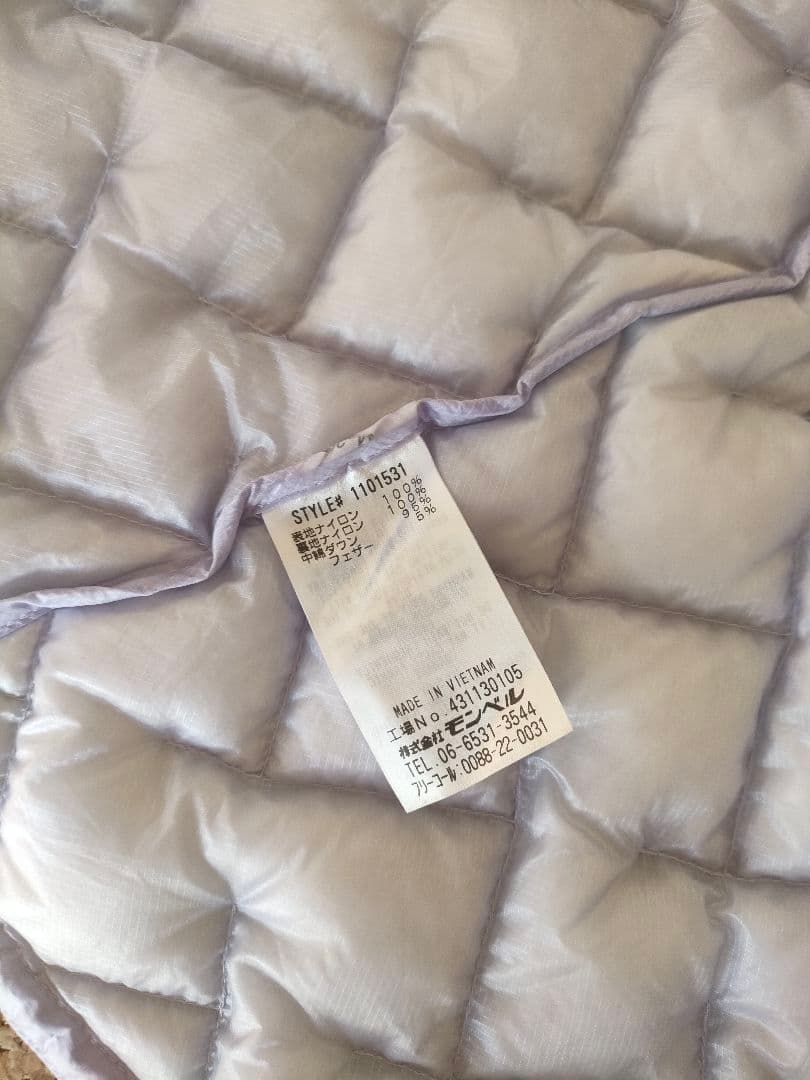 STYLE# 1101531
表地ナイロン 100%
裏地ナイロン 100%
中綿ダウン 95%
フェザー 5%
MADE IN VIETNAM
工場No. 431130105
株式会社モンベル
TEL.06-6531-3544
フリーコール:0088-22-0031